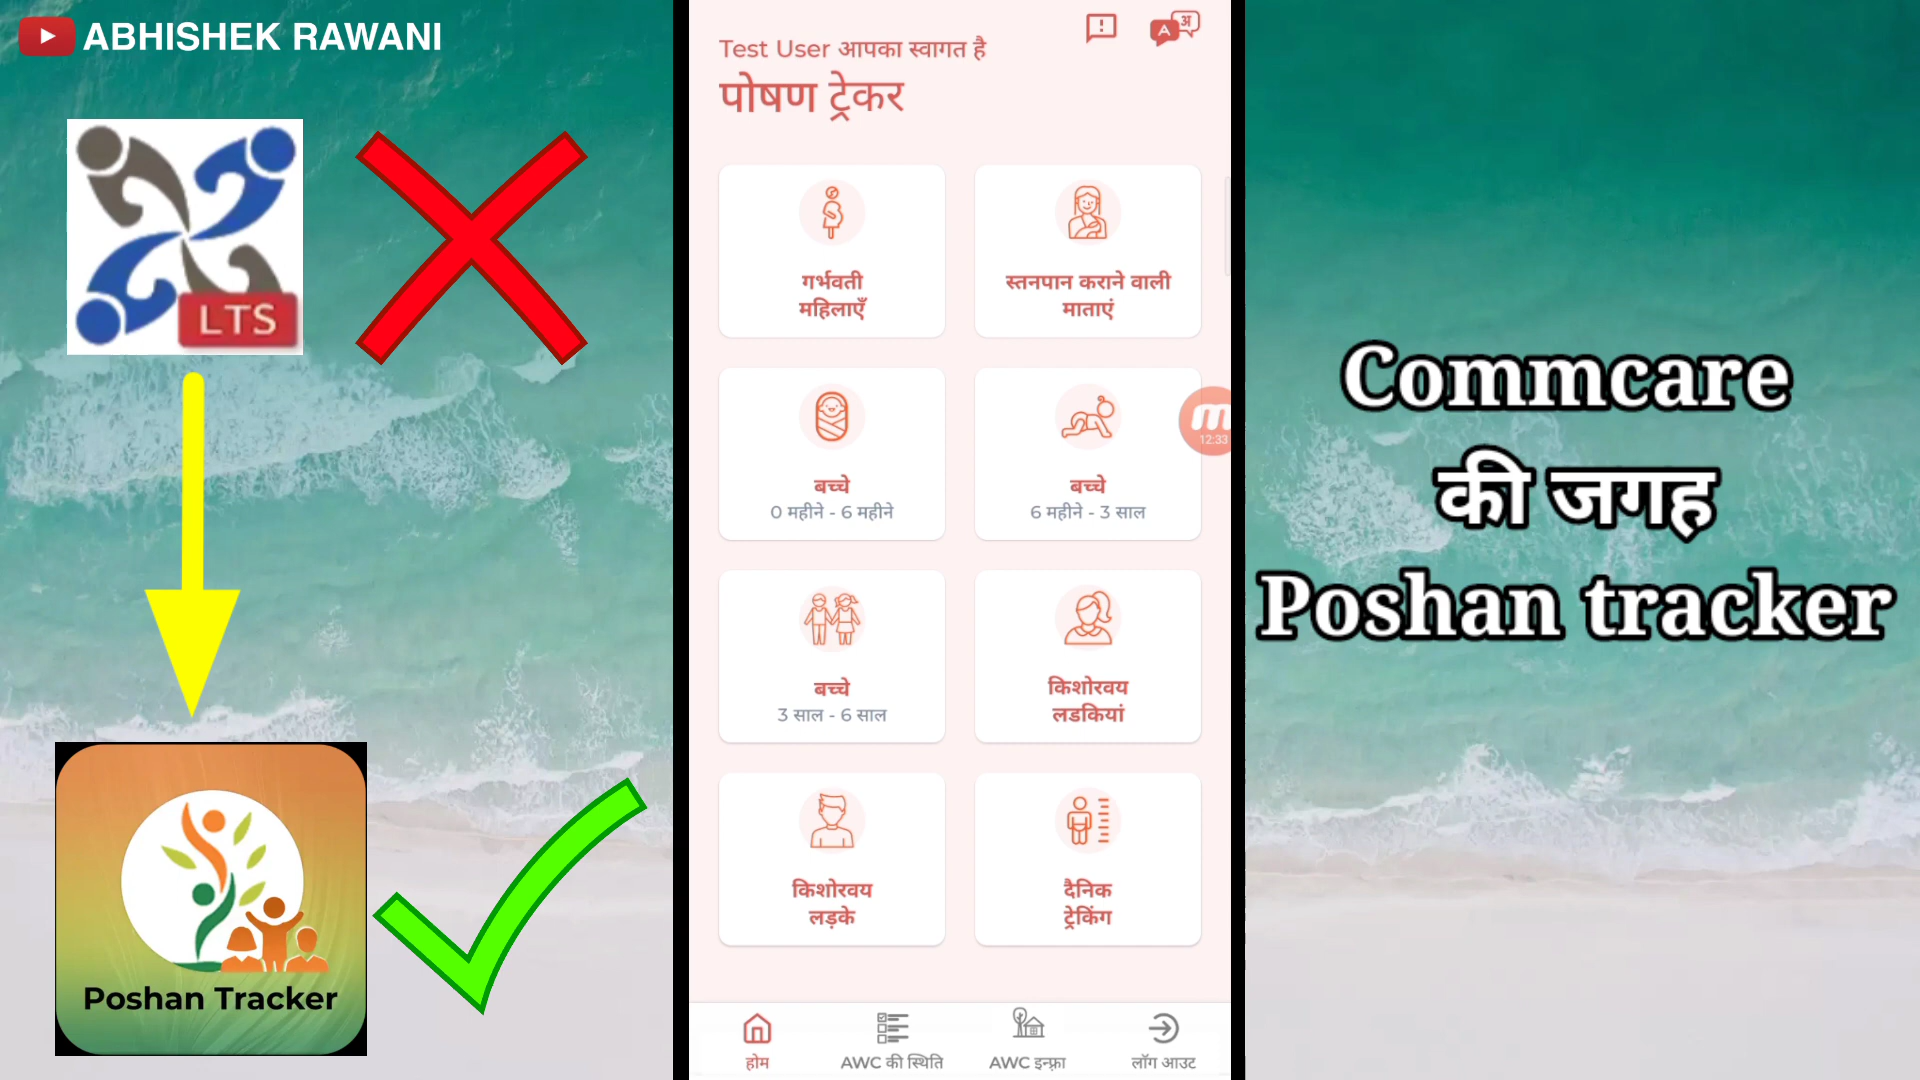 ABHISHEK RAWANI
LTS
Poshan Tracker
Test User आपका स्वागत है
पोषण ट्रेकर
A अ
गर्भवती
महिलाएँ
स्तनपान कराने वाली
माताएं
बच्चे
0 महीने - 6 महीने
बच्चे
6 महीने - 3 साल
m
12:33
बच्चे
3 साल - 6 साल
किशोरवय
लडकियां
किशोरवय
लड़के
दैनिक
ट्रेकिंग
होम
AWC की स्थिति
AWC इन्फ़्रा
लॉग आउट
Commcare
की जगह
Poshan tracker